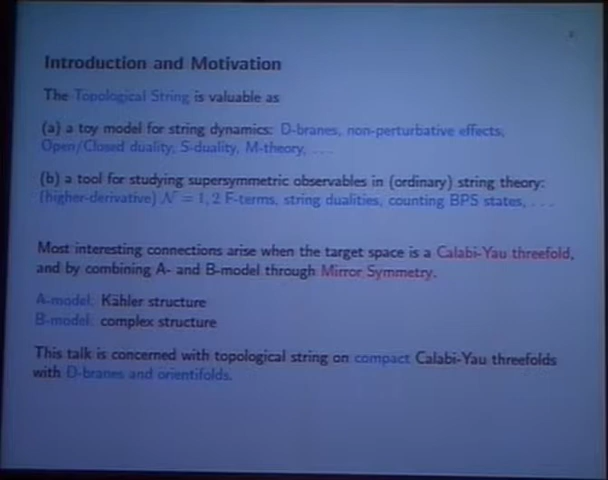 Introduction and Motivation
The Topological String is valuable as
(a) a toy model for string dynamics: D-branes, non-perturbative effects,
Open/Closed duality, S-duality, M-theory, ...
(b) a tool for studying supersymmetric observables in (ordinary) string theory:
(higher-derivative) N = 1, 2 F-terms, string dualities, counting BPS states, ...
Most interesting connections arise when the target space is a Calabi-Yau threefold,
and by combining A- and B-model through Mirror Symmetry.
A-model: Kähler structure
B-model: complex structure
This talk is concerned with topological string on compact Calabi-Yau threefolds
with D-branes and orientifolds.